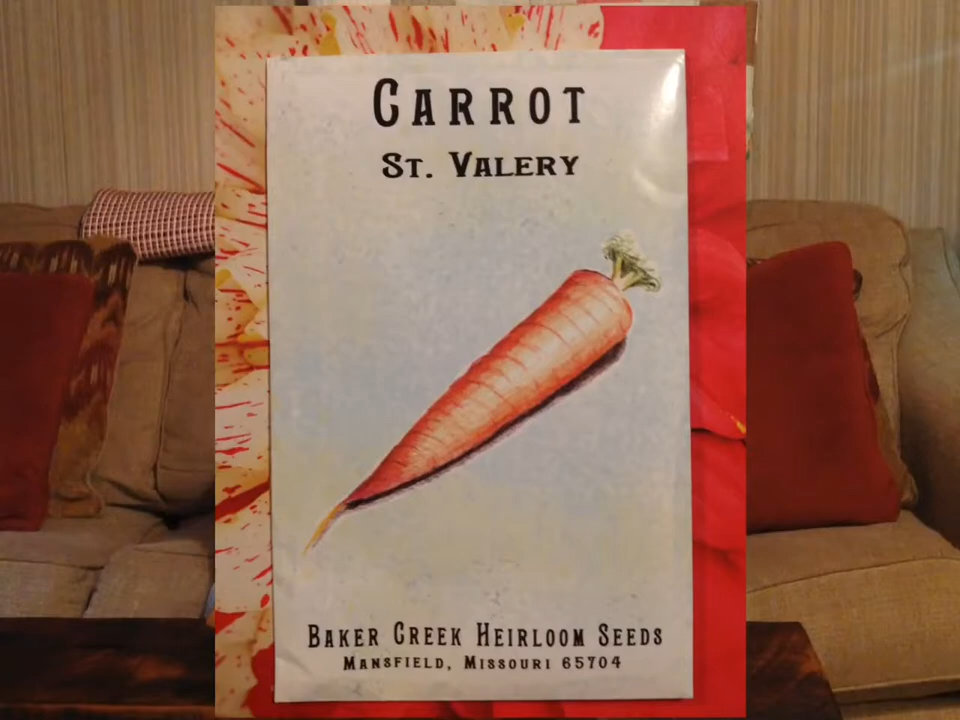 Carrot
St. Valery
Baker Creek Heirloom Seeds
Mansfield, Missouri 65704